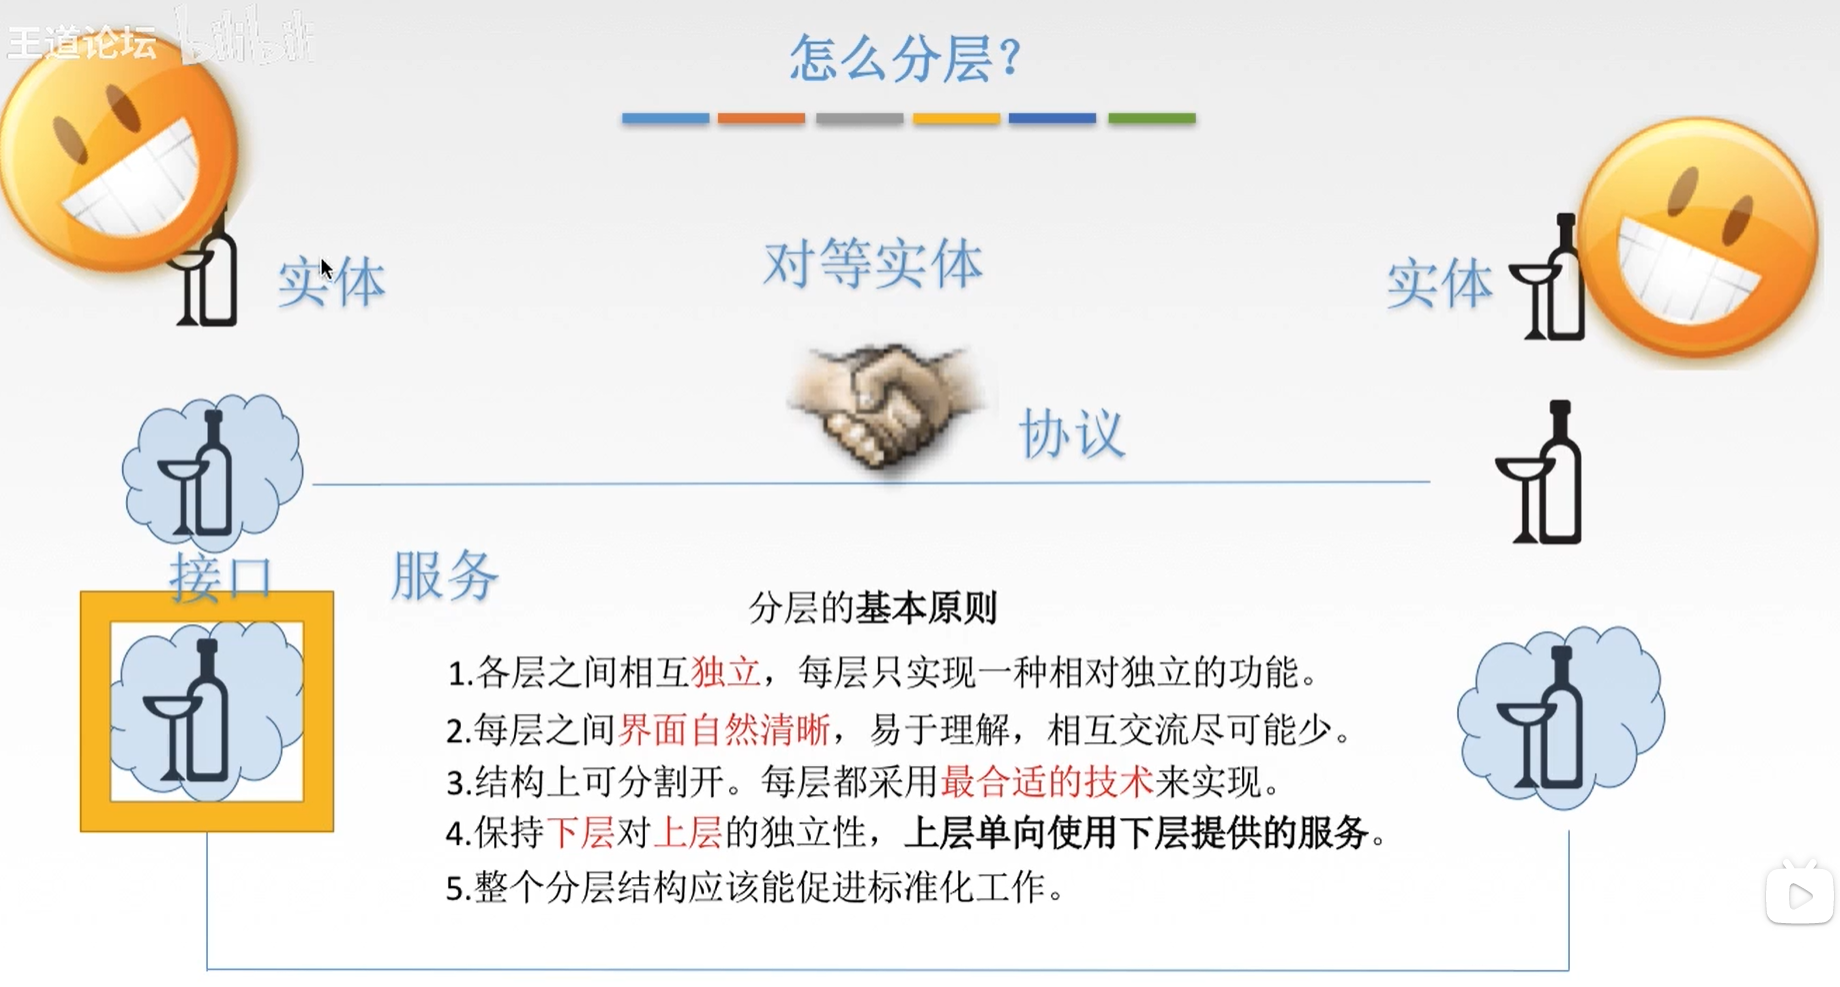 王道论坛 bilibili
怎么分层？
实体
对等实体
实体
协议
接口
服务
分层的基本原则
1.各层之间相互独立，每层只实现一种相对独立的功能。
2.每层之间界面自然清晰，易于理解，相互交流尽可能少。
3.结构上可分割开。每层都采用最合适的技术来实现。
4.保持下层对上层的独立性，上层单向使用下层提供的服务。
5.整个分层结构应该能促进标准化工作。